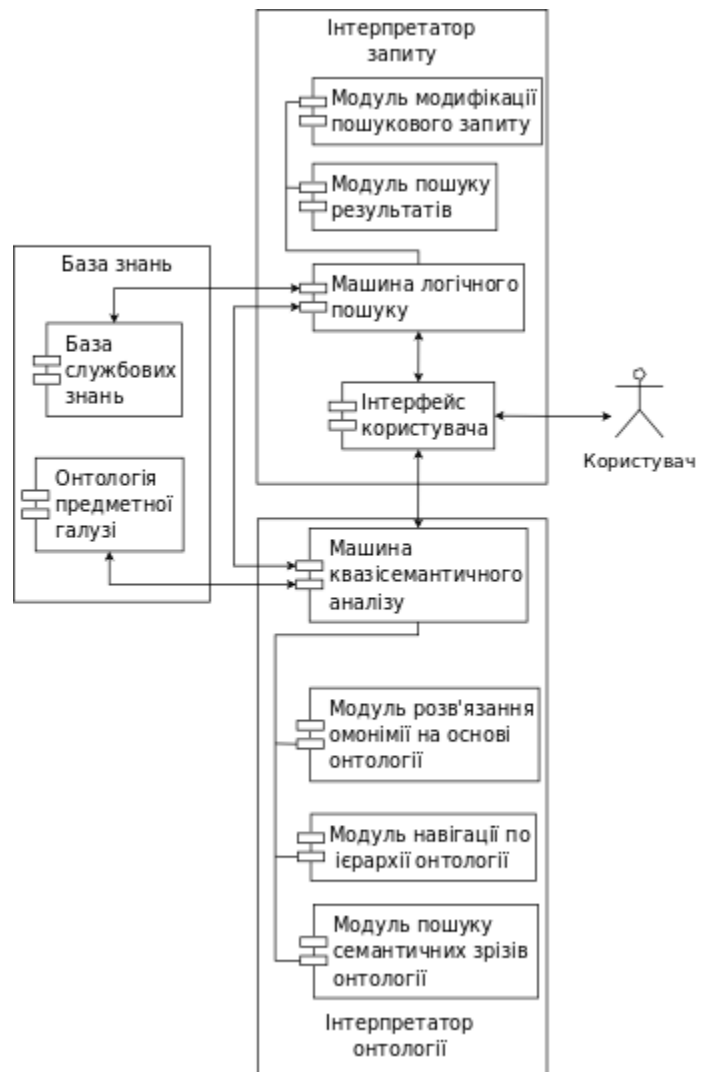 Інтерпретатор
запиту
Модуль модифікації
пошукового запиту
Модуль пошуку
результатів
Машина логічного
пошуку
Інтерфейс
користувача
Користувач
База знань
База
службових
знань
Онтологія
предметної
галузі
Машина
квазісемантичного
аналізу
Модуль розв'язання
омонімії на основі
онтології
Модуль навігації по
ієрархії онтології
Модуль пошуку
семантичних зрізів
онтології
Інтерпретатор
онтології